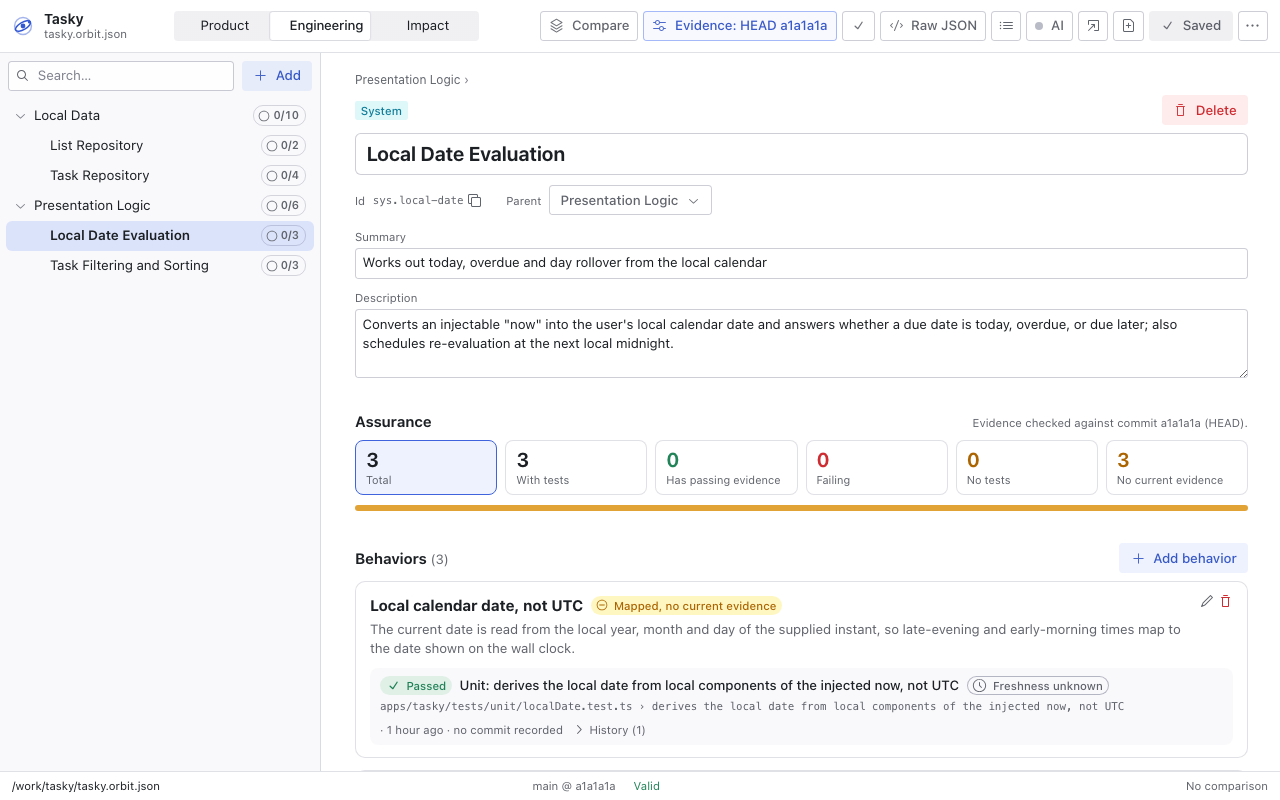 Tasky
tasky.orbit.json
Product
Engineering
Impact
Compare
Evidence: HEAD a1a1a1a
Raw JSON
AI
Saved
Search...
Add
Local Data
0/10
List Repository
0/2
Task Repository
0/4
Presentation Logic
0/6
Local Date Evaluation
0/3
Task Filtering and Sorting
0/3
Presentation Logic ›
System
Delete
Local Date Evaluation
Id sys.local-date
Parent
Presentation Logic
Summary
Works out today, overdue and day rollover from the local calendar
Description
Converts an injectable "now" into the user's local calendar date and answers whether a due date is today, overdue, or due later; also
schedules re-evaluation at the next local midnight.
Assurance
Evidence checked against commit a1a1a1a (HEAD).
3
Total
3
With tests
0
Has passing evidence
0
Failing
0
No tests
3
No current evidence
Behaviors (3)
Add behavior
Local calendar date, not UTC
Mapped, no current evidence
The current date is read from the local year, month and day of the supplied instant, so late-evening and early-morning times map to
the date shown on the wall clock.
Passed
Unit: derives the local date from local components of the injected now, not UTC
Freshness unknown
apps/tasky/tests/unit/localDate.test.ts › derives the local date from local components of the injected now, not UTC
· 1 hour ago · no commit recorded
History (1)
/work/tasky/tasky.orbit.json
main @ a1a1a1a
Valid
No comparison